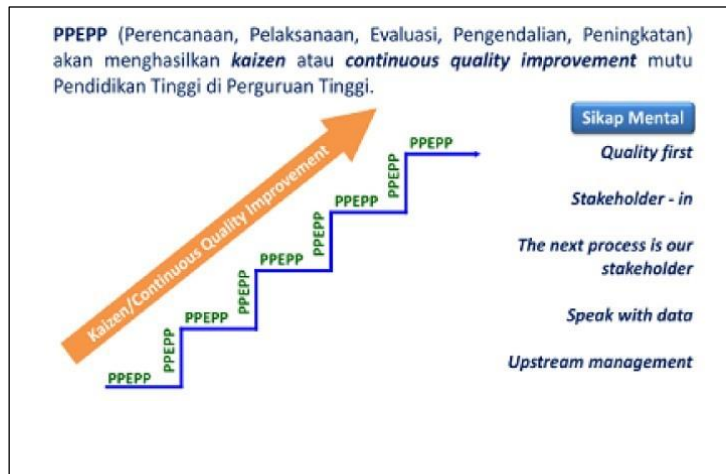 PPEPP (Perencanaan, Pelaksanaan, Evaluasi, Pengendalian, Peningkatan)
akan menghasilkan kaizen atau continuous quality improvement mutu
Pendidikan Tinggi di Perguruan Tinggi.
Kaizen/Continuous Quality Improvement
PPEPP
PPEPP
PPEPP
PPEPP
PPEPP
PPEPP
PPEPP
PPEPP
PPEPP
Sikap Mental
Quality first
Stakeholder - in
The next process is our
stakeholder
Speak with data
Upstream management